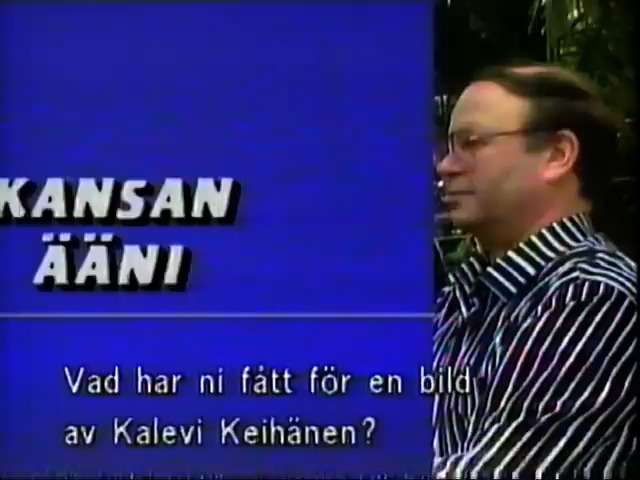 KANSAN
ÄÄNI
Vad har ni fått för en bild
av Kalevi Keihänen?